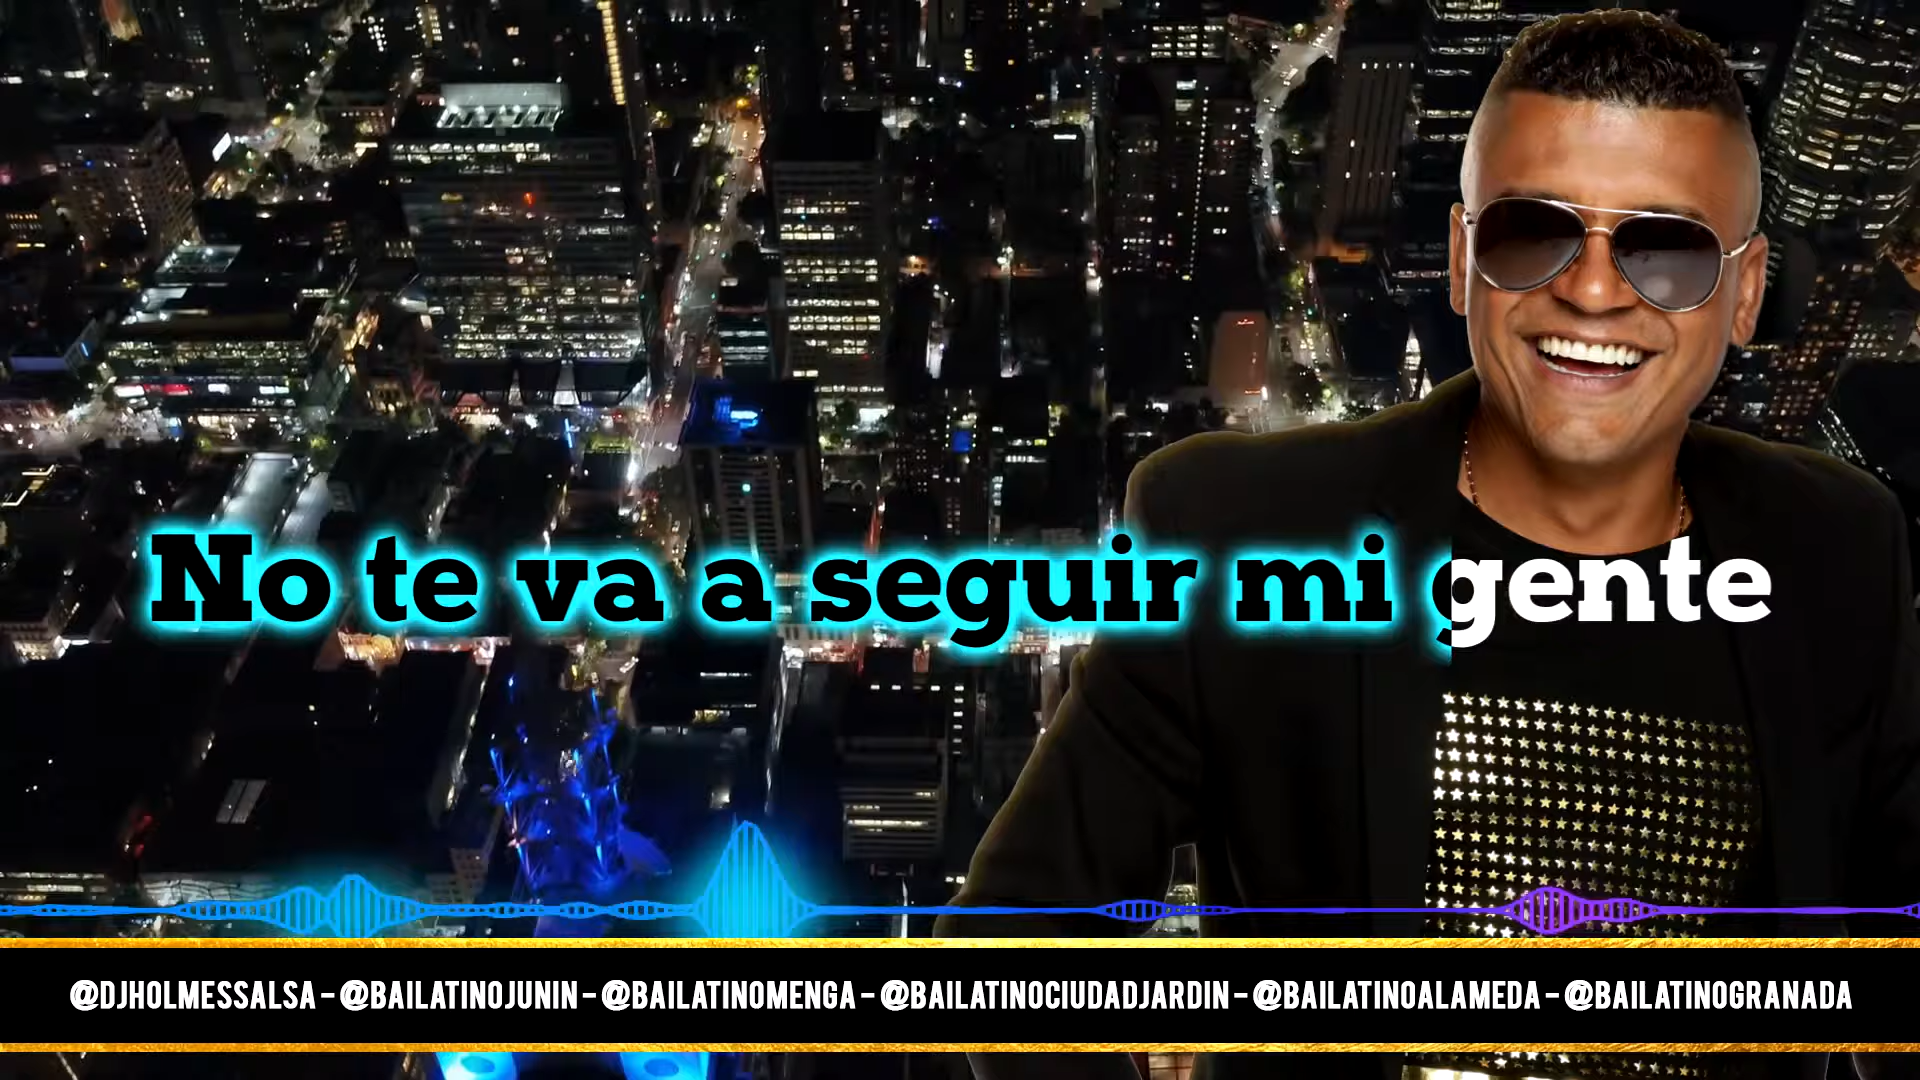 No te va a seguir mi gente
@DJHOLMESSALSA - @BAILATINOJUNIN - @BAILATINOMENGA - @BAILATINOCIUDADJARDIN - @BAILATINOALAMEDA - @BAILATINOGRANADA